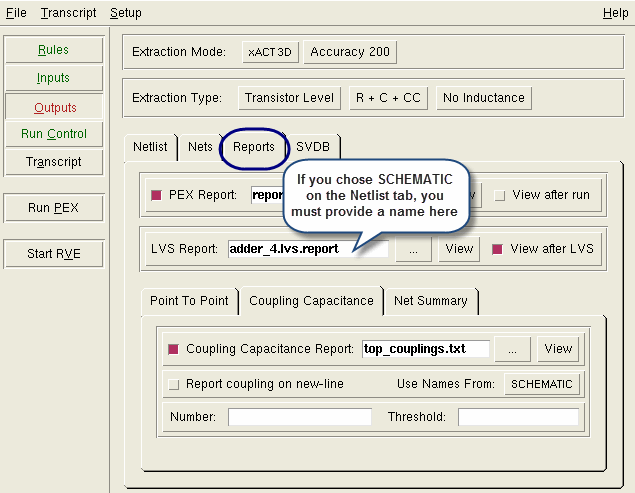 File Transcript Setup Help
Rules
Inputs
Outputs
Run Control
Transcript
Run PEX
Start RVE
Extraction Mode: xACT 3D Accuracy 200
Extraction Type: Transistor Level R + C + CC No Inductance
Netlist Nets Reports SVDB
PEX Report: View after run
If you chose SCHEMATIC
on the Netlist tab, you
must provide a name here
LVS Report: adder_4.lvs.report ... View View after LVS
Point To Point Coupling Capacitance Net Summary
Coupling Capacitance Report: top_couplings.txt ... View
Report coupling on new-line Use Names From: SCHEMATIC
Number: Threshold: